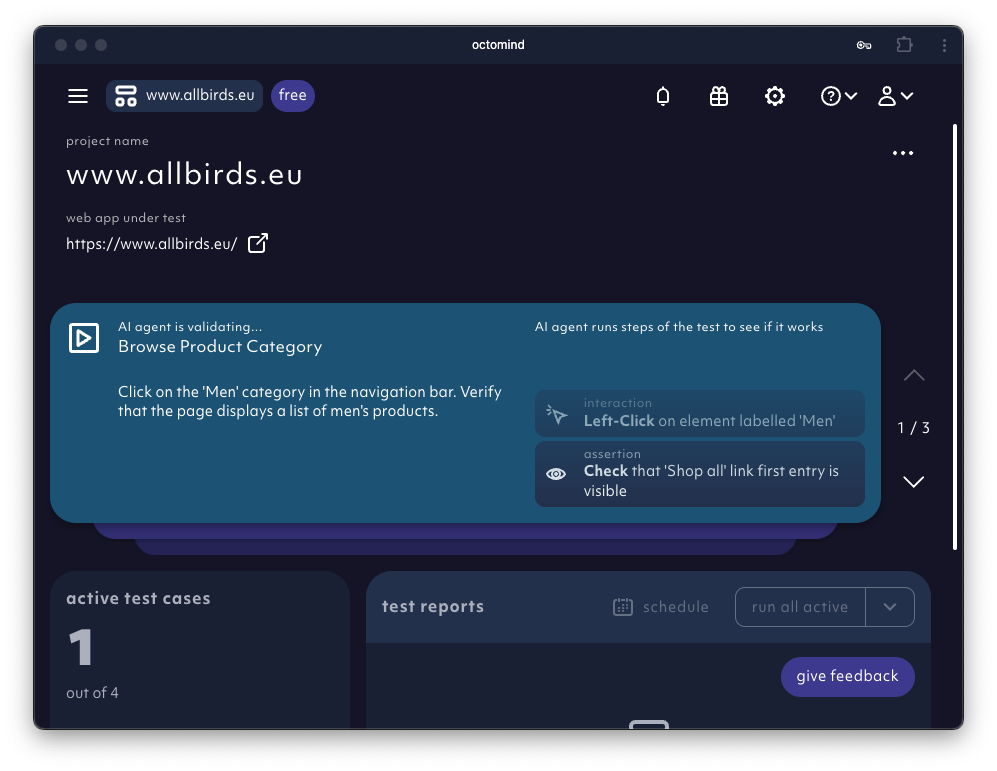 octomind
www.allbirds.eu
free
project name
www.allbirds.eu
web app under test
https://www.allbirds.eu/
AI agent is validating...
Browse Product Category
Click on the 'Men' category in the navigation bar. Verify
that the page displays a list of men's products.
AI agent runs steps of the test to see if it works
interaction
Left-Click on element labelled 'Men'
assertion
Check that 'Shop all' link first entry is
visible
1 / 3
active test cases
1
out of 4
test reports
schedule
run all active
give feedback